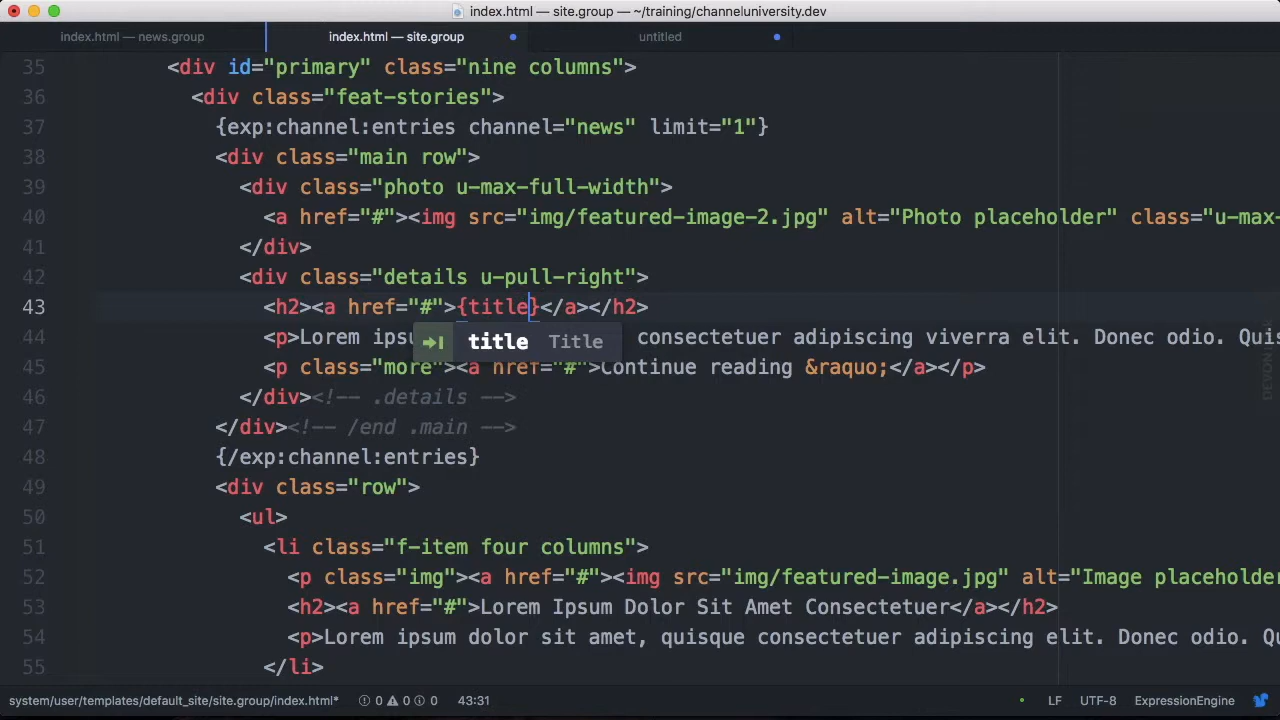 index.html — site.group — ~/training/channeluniversity.dev
index.html — news.group
index.html — site.group
untitled
35 <div id="primary" class="nine columns">
36 <div class="feat-stories">
37 {exp:channel:entries channel="news" limit="1"}
38 <div class="main row">
39 <div class="photo u-max-full-width">
40 <a href="#"><img src="img/featured-image-2.jpg" alt="Photo placeholder" class="u-max-
41 </div>
42 <div class="details u-pull-right">
43 <h2><a href="#">{title}</a></h2>
44 <p>Lorem ips consectetuer adipiscing viverra elit. Donec odio. Quis
title Title
45 <p class="more"><a href="#">Continue reading &raquo;</a></p>
46 </div><!-- .details -->
47 </div><!-- /end .main -->
48 {/exp:channel:entries}
49 <div class="row">
50 <ul>
51 <li class="f-item four columns">
52 <p class="img"><a href="#"><img src="img/featured-image.jpg" alt="Image placeholder
53 <h2><a href="#">Lorem Ipsum Dolor Sit Amet Consectetuer</a></h2>
54 <p>Lorem ipsum dolor sit amet, quisque consectetuer adipiscing elit. Donec odio. Qu
55 </li>
system/user/templates/default_site/site.group/index.html* 0 0 0 43:31 LF UTF-8 ExpressionEngine